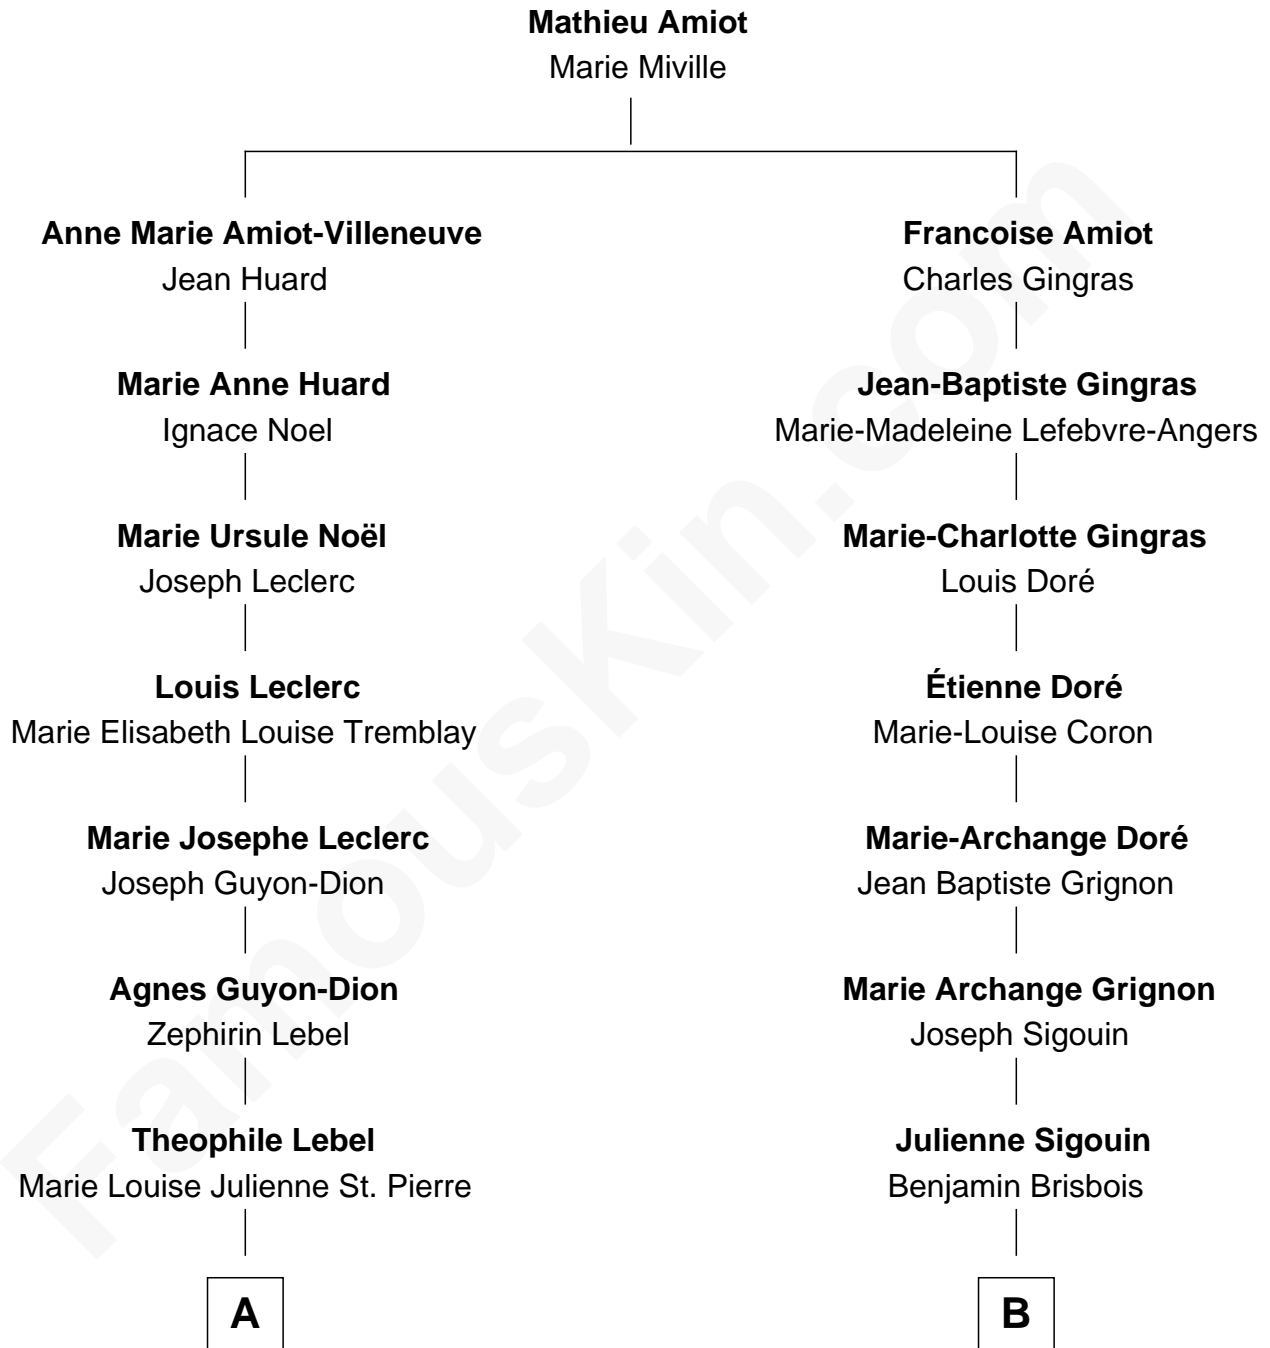 Mathieu Amiot
Marie Miville
Anne Marie Amiot-Villeneuve
Jean Huard
Francoise Amiot
Charles Gingras
Marie Anne Huard
Ignace Noel
Jean-Baptiste Gingras
Marie-Madeleine Lefebvre-Angers
Marie Ursule Noël
Joseph Leclerc
Marie-Charlotte Gingras
Louis Doré
Louis Leclerc
Marie Elisabeth Louise Tremblay
Étienne Doré
Marie-Louise Coron
Marie Josephe Leclerc
Joseph Guyon-Dion
Marie-Archange Doré
Jean Baptiste Grignon
Agnes Guyon-Dion
Zephirin Lebel
Marie Archange Grignon
Joseph Sigouin
Theophile Lebel
Marie Louise Julienne St. Pierre
Julienne Sigouin
Benjamin Brisbois
A
B
FamousKin.com